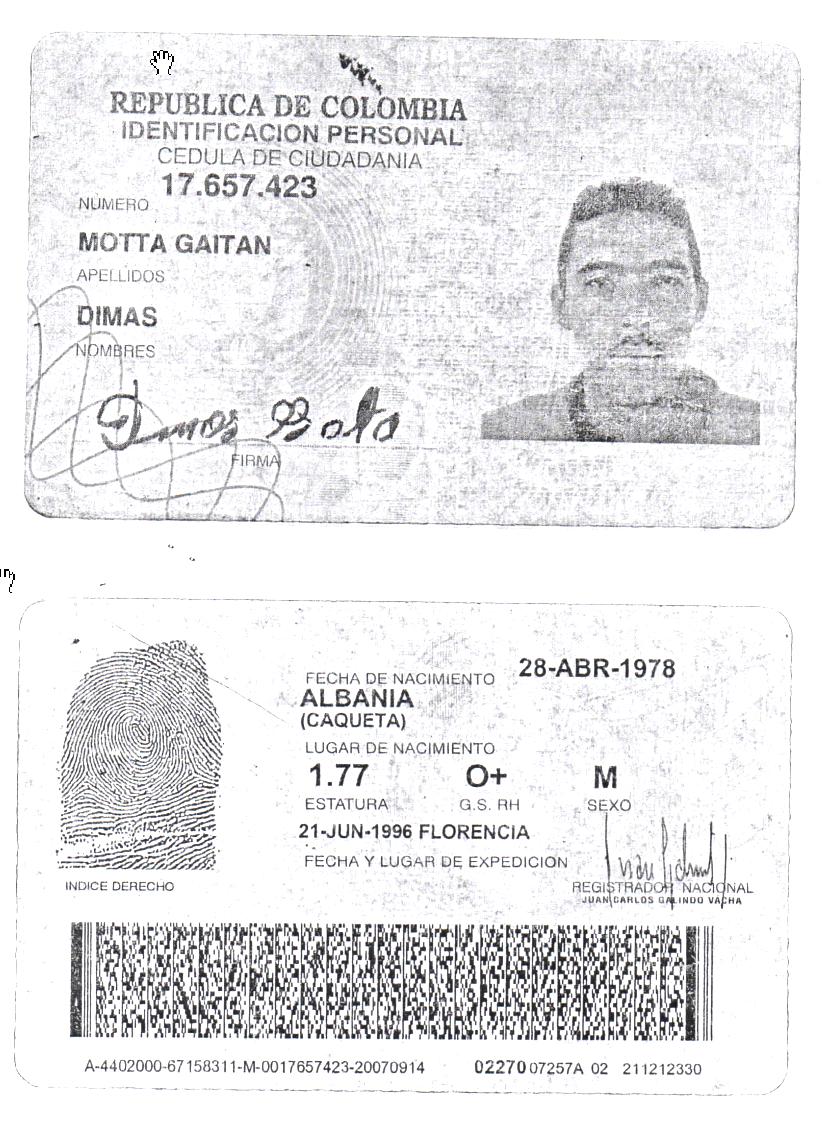 REPUBLICA DE COLOMBIA
IDENTIFICACION PERSONAL
CEDULA DE CIUDADANIA
17.657.423
NUMERO
MOTTA GAITAN
APELLIDOS
DIMAS
NOMBRES
FIRMA
28-ABR-1978
FECHA DE NACIMIENTO
ALBANIA
(CAQUETA)
LUGAR DE NACIMIENTO
1.77 O+ M
ESTATURA G.S. RH SEXO
21-JUN-1996 FLORENCIA
FECHA Y LUGAR DE EXPEDICION
INDICE DERECHO
REGISTRADOR NACIONAL
JUAN CARLOS GALINDO VACHA
A-4402000-67158311-M-0017657423-20070914 0227007257A 02 211212330